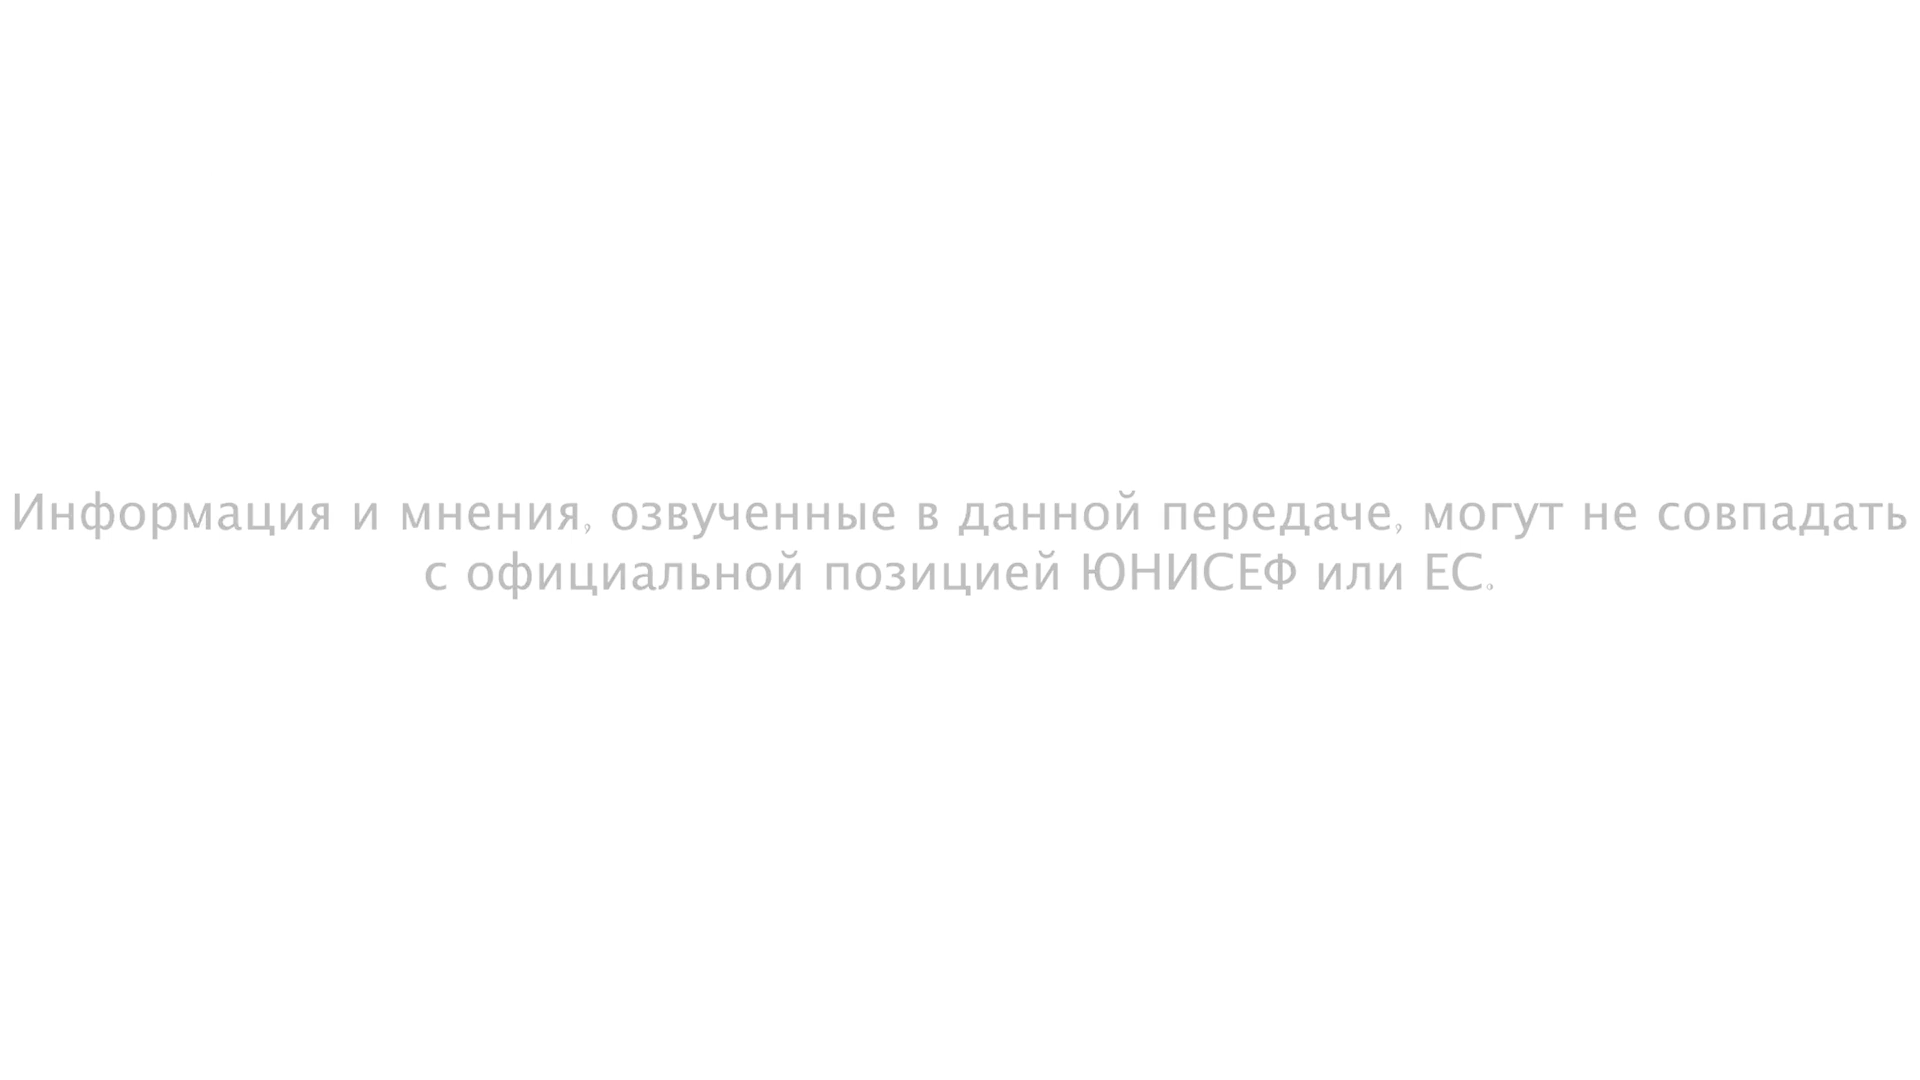 Информация и мнения, озвученные в данной передаче, могут не совпадать
с официальной позицией ЮНИСЕФ или ЕС.